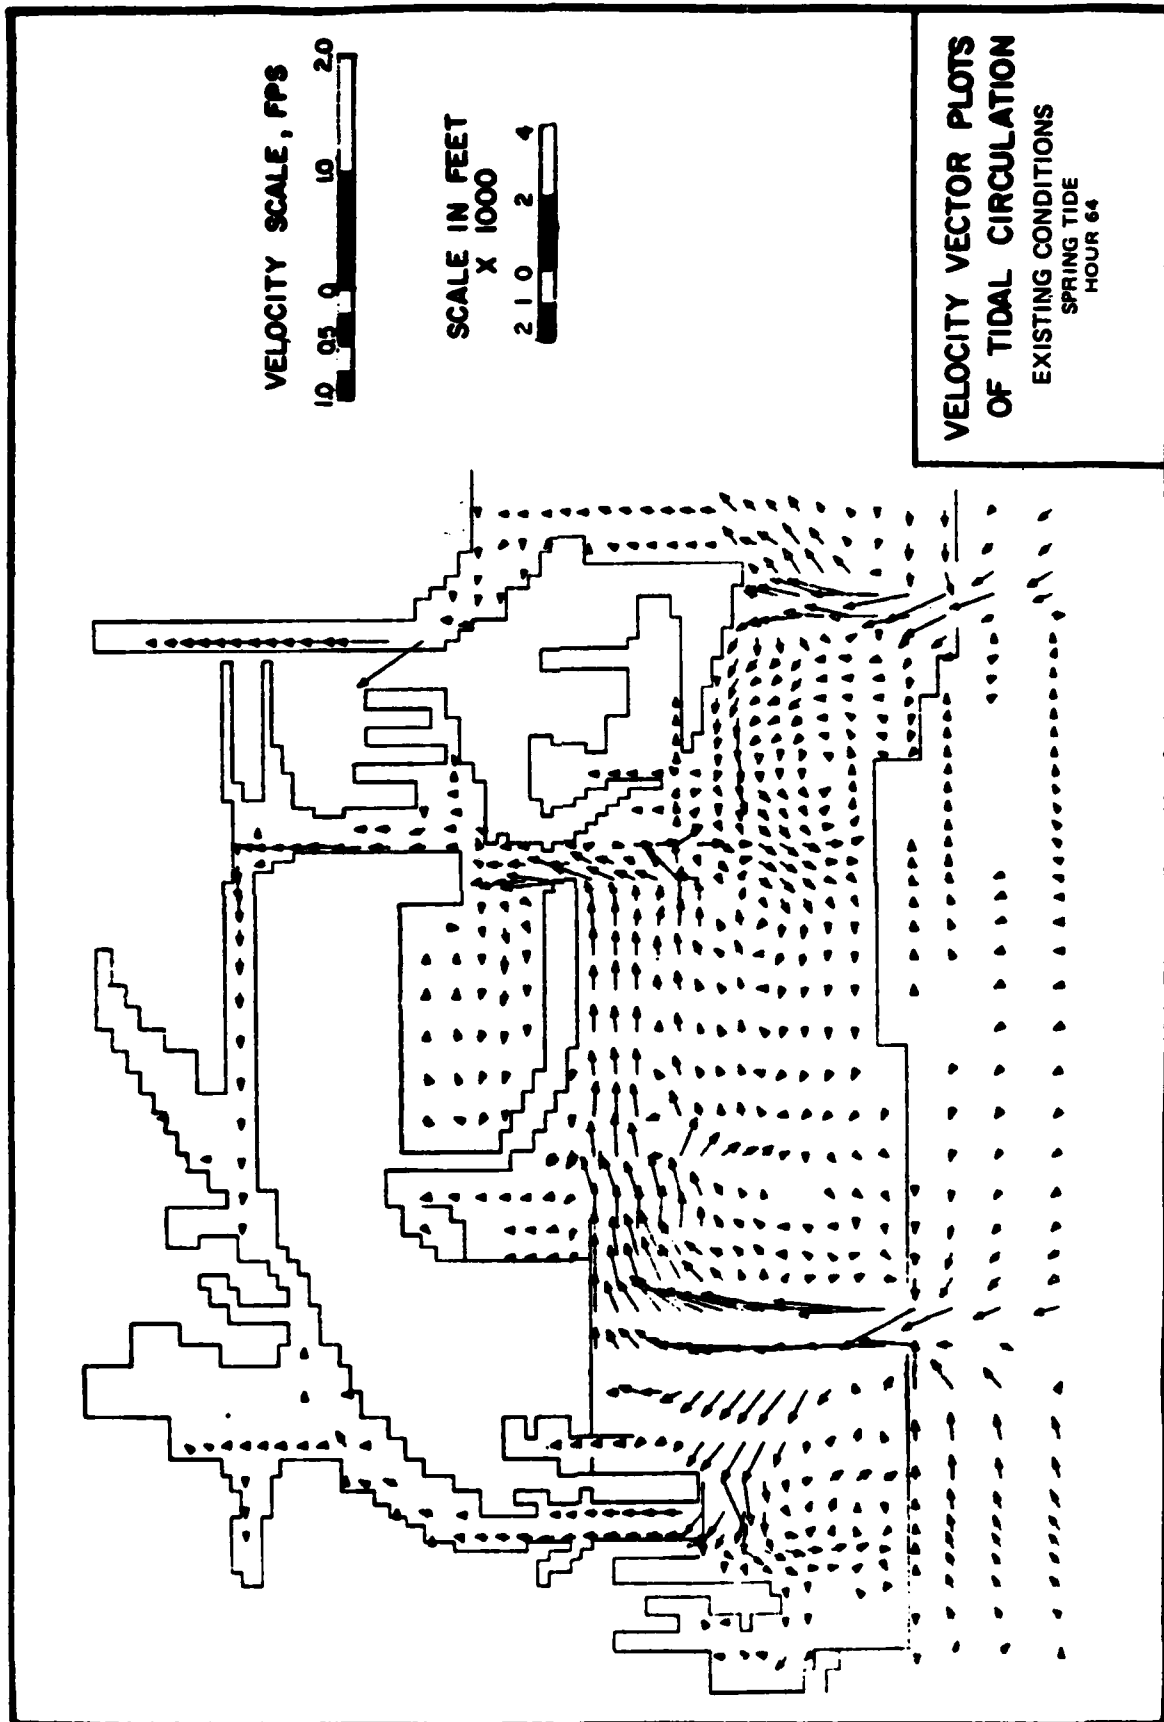 VELOCITY SCALE, FPS
1.0 0.5 0 1.0 2.0
SCALE IN FEET
X 1000
2 1 0 2 4
VELOCITY VECTOR PLOTS
OF TIDAL CIRCULATION
EXISTING CONDITIONS
SPRING TIDE
HOUR 64